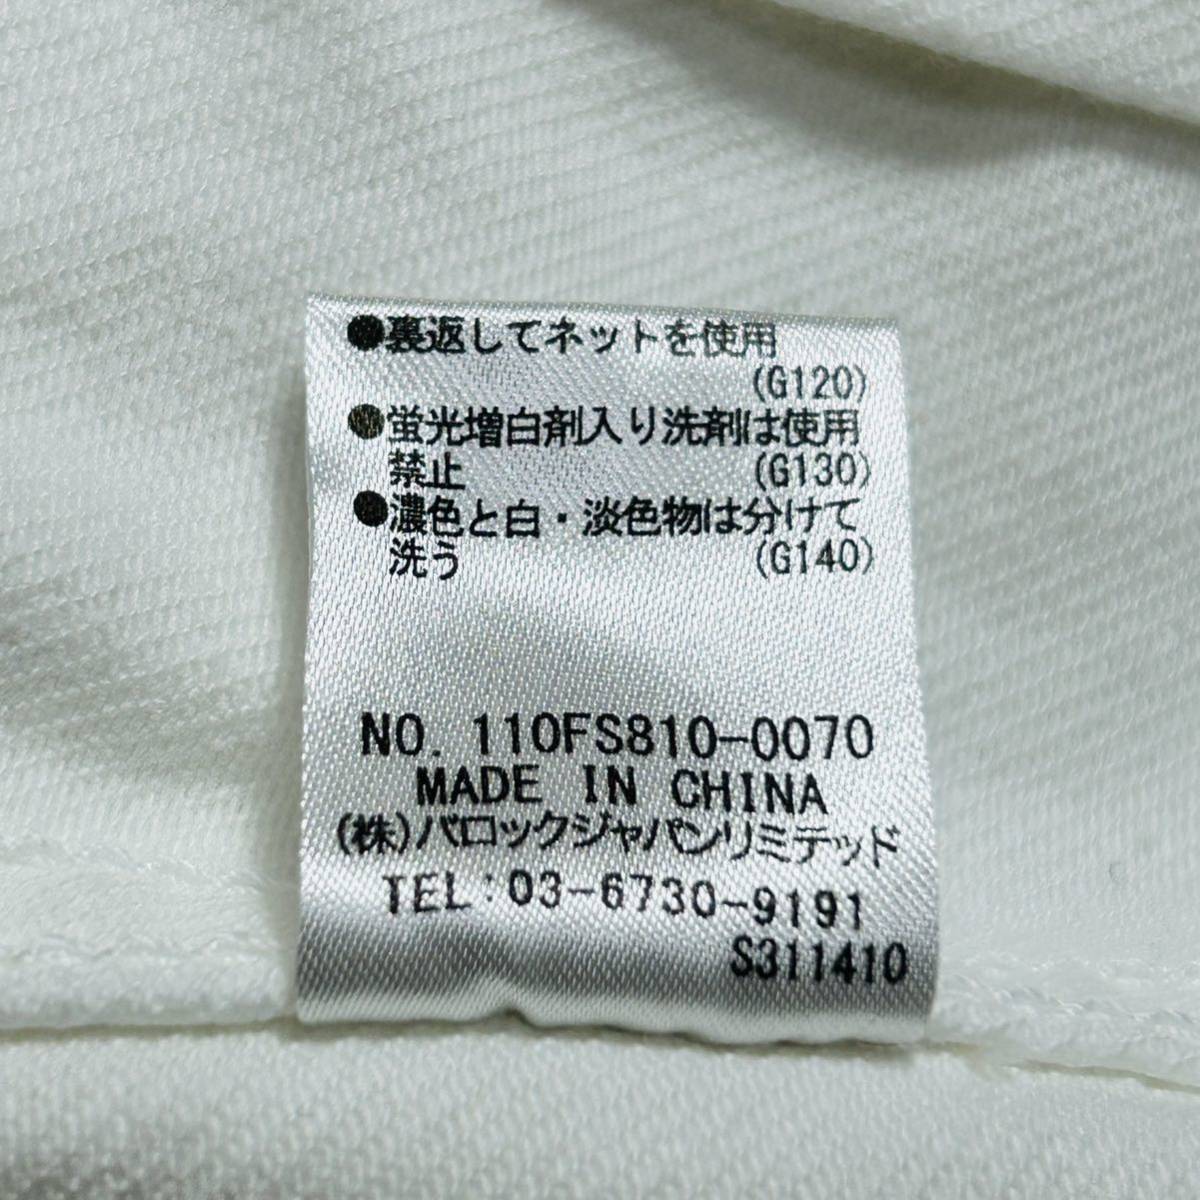 ●裏返してネットを使用
(G120)
●蛍光増白剤入り洗剤は使用
禁止 (G130)
●濃色と白・淡色物は分けて
洗う (G140)
NO. 110FS810-0070
MADE IN CHINA
(株)バロックジャパンリミテッド
TEL:03-6730-9191
S311410